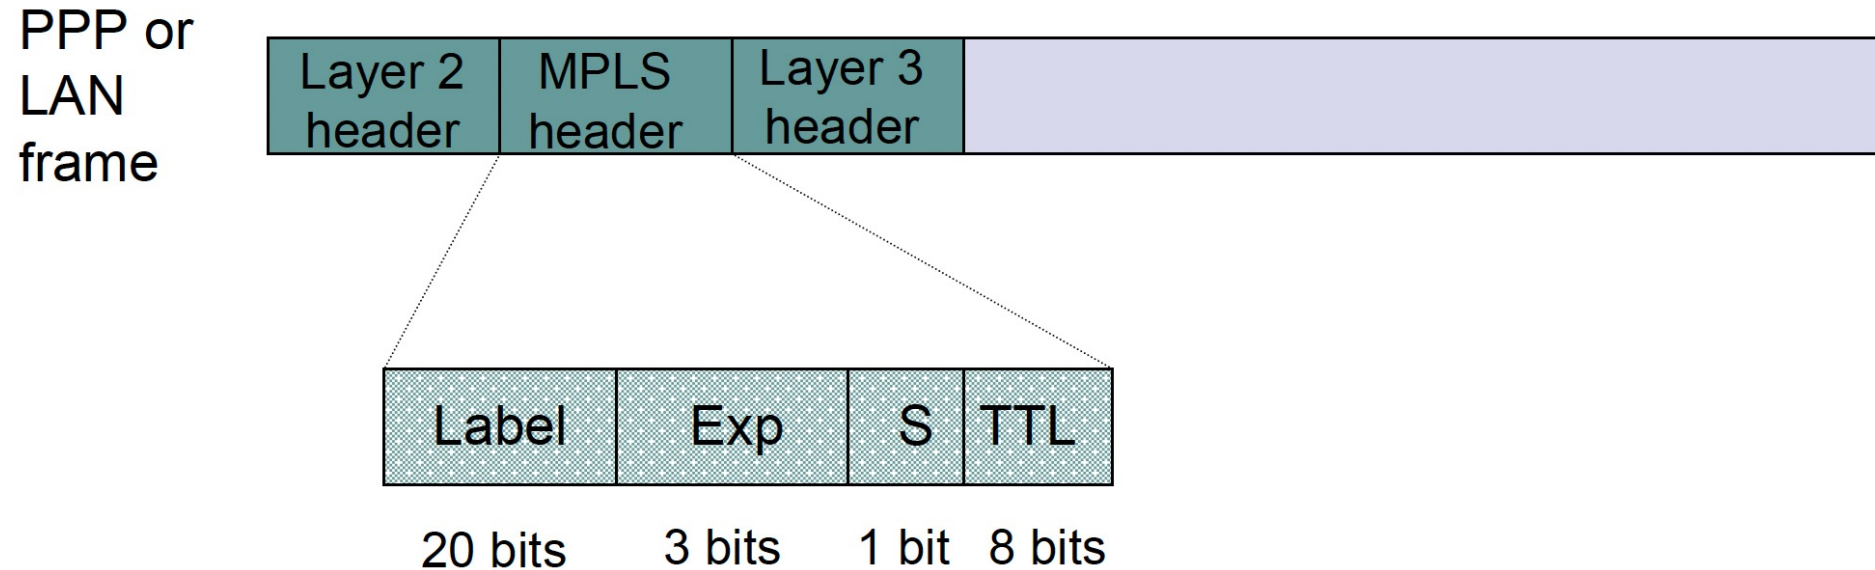 PPP or
LAN
frame
Layer 2
header
MPLS
header
Layer 3
header
Label
Exp
S
TTL
20 bits
3 bits
1 bit
8 bits